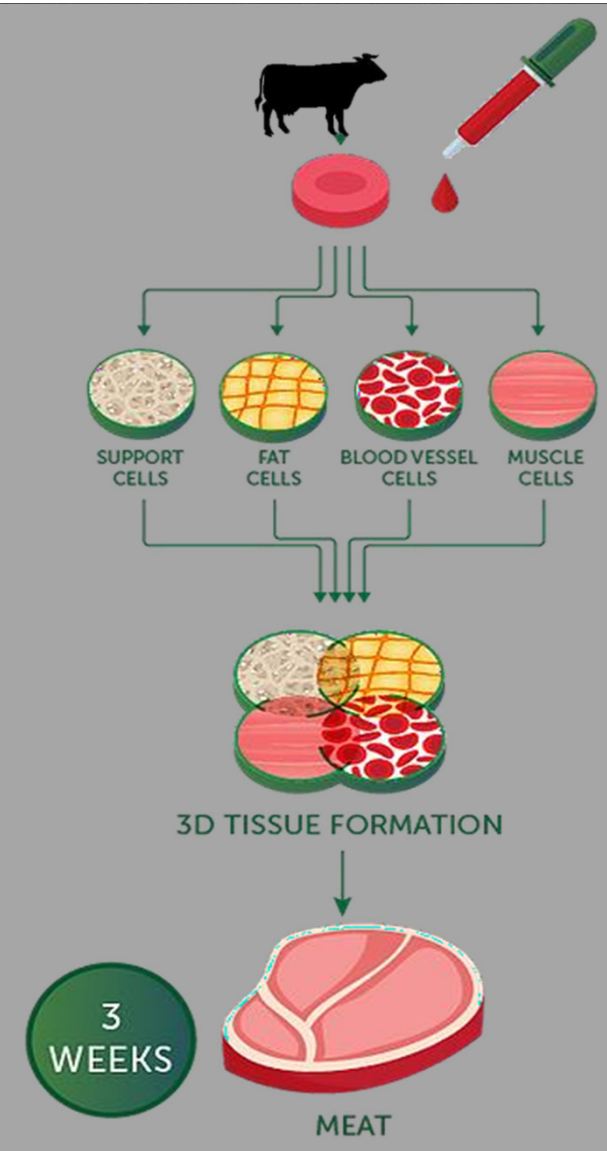 SUPPORT
CELLS
FAT
CELLS
BLOOD VESSEL
CELLS
MUSCLE
CELLS
3D TISSUE FORMATION
3
WEEKS
MEAT